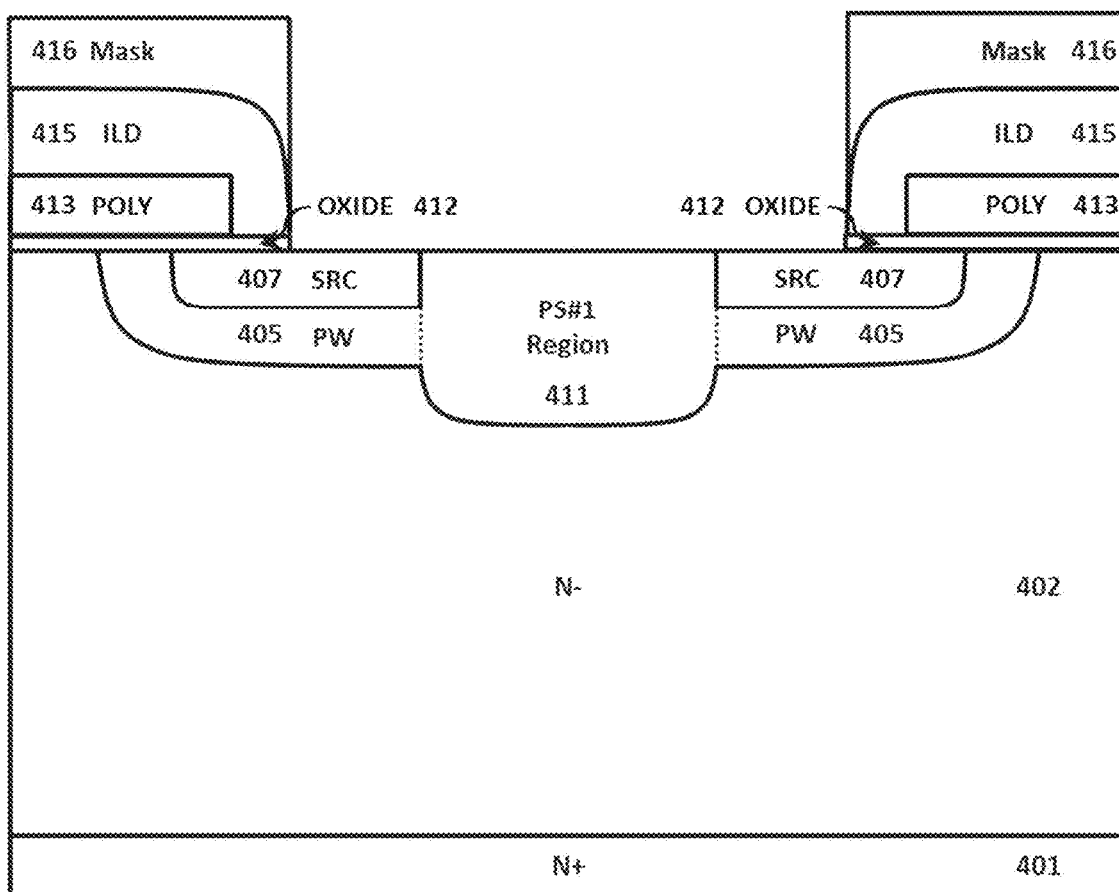 416 Mask
Mask 416
415 ILD
ILD 415
413 POLY
OXIDE 412
412 OXIDE
POLY 413
407 SRC
SRC 407
PS#1
Region
411
405 PW
PW 405
N-
402
N+
401